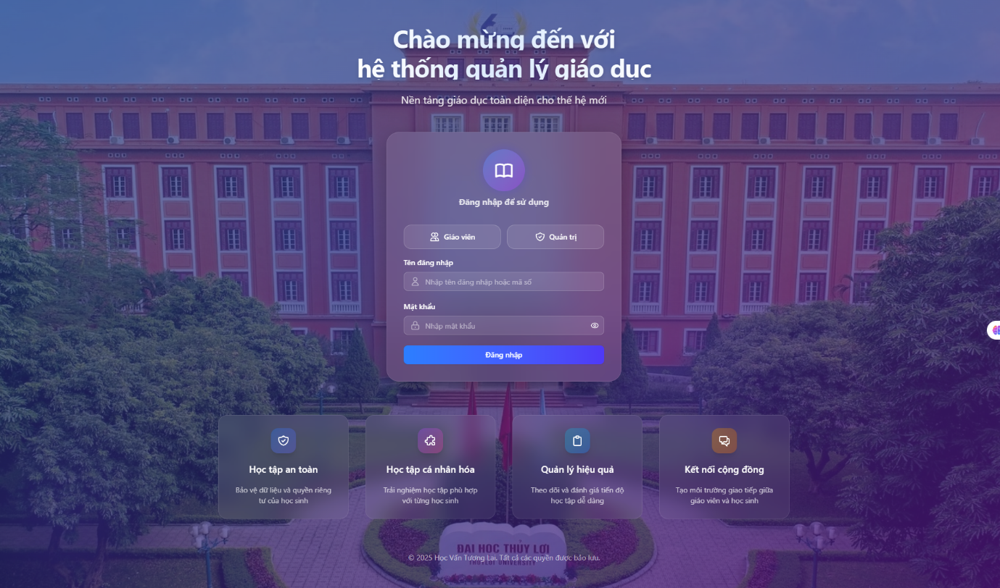 Chào mừng đến với
hệ thống quản lý giáo dục
Nền tảng giáo dục toàn diện cho thế hệ mới
Đăng nhập để sử dụng
Giáo viên
Quản trị
Tên đăng nhập
Nhập tên đăng nhập hoặc mã số
Mật khẩu
Nhập mật khẩu
Đăng nhập
Học tập an toàn
Bảo vệ dữ liệu và quyền riêng
tư của học sinh
Học tập cá nhân hóa
Trải nghiệm học tập phù hợp
với từng học sinh
Quản lý hiệu quả
Theo dõi và đánh giá tiến độ
học tập dễ dàng
Kết nối cộng đồng
Tạo môi trường giao tiếp giữa
giáo viên và học sinh
ĐẠI HỌC THỦY LỢI
© 2025 Học Vấn Tương Lai. Tất cả các quyền được bảo lưu.
THUYLOI UNIVERSITY